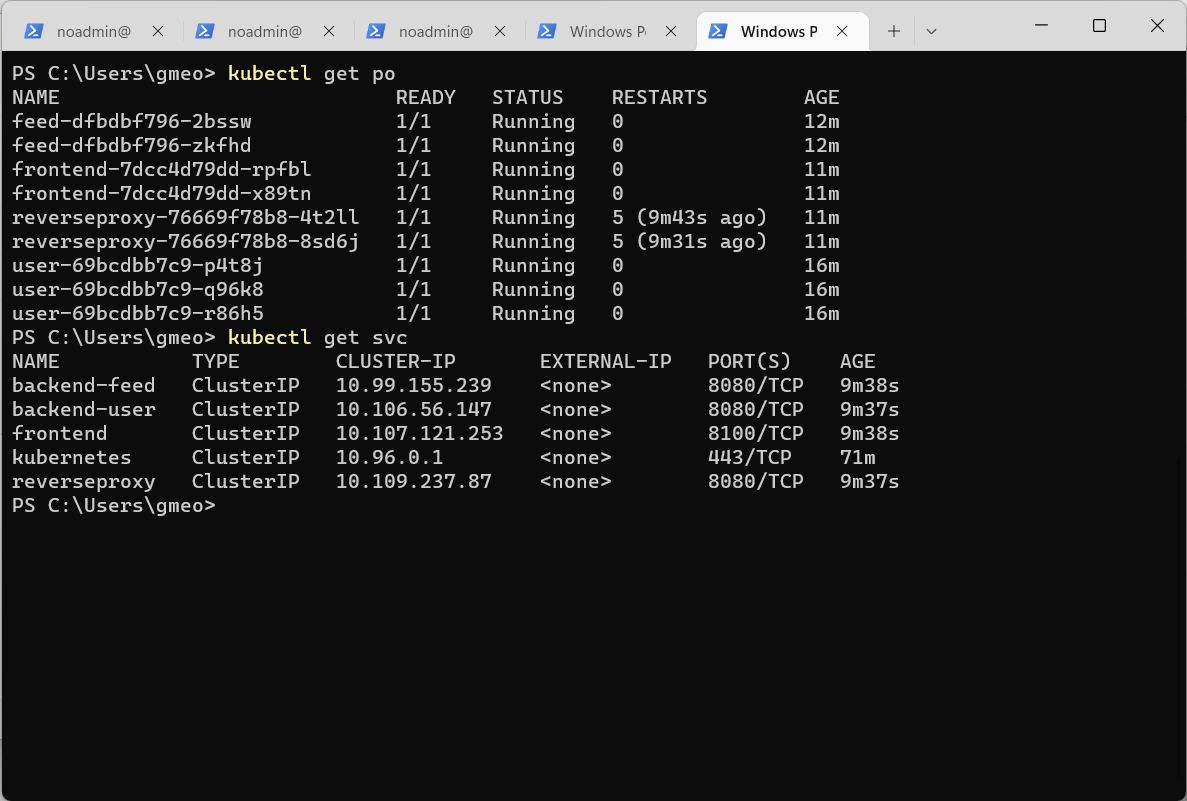 noadmin@ noadmin@ noadmin@ Windows P Windows P
PS C:\Users\gmeo> kubectl get po
NAME READY STATUS RESTARTS AGE
feed-dfbdbf796-2bssw 1/1 Running 0 12m
feed-dfbdbf796-zkfhd 1/1 Running 0 12m
frontend-7dcc4d79dd-rpfbl 1/1 Running 0 11m
frontend-7dcc4d79dd-x89tn 1/1 Running 0 11m
reverseproxy-76669f78b8-4t2ll 1/1 Running 5 (9m43s ago) 11m
reverseproxy-76669f78b8-8sd6j 1/1 Running 5 (9m31s ago) 11m
user-69bcdbb7c9-p4t8j 1/1 Running 0 16m
user-69bcdbb7c9-q96k8 1/1 Running 0 16m
user-69bcdbb7c9-r86h5 1/1 Running 0 16m
PS C:\Users\gmeo> kubectl get svc
NAME TYPE CLUSTER-IP EXTERNAL-IP PORT(S) AGE
backend-feed ClusterIP 10.99.155.239 <none> 8080/TCP 9m38s
backend-user ClusterIP 10.106.56.147 <none> 8080/TCP 9m37s
frontend ClusterIP 10.107.121.253 <none> 8100/TCP 9m38s
kubernetes ClusterIP 10.96.0.1 <none> 443/TCP 71m
reverseproxy ClusterIP 10.109.237.87 <none> 8080/TCP 9m37s
PS C:\Users\gmeo>